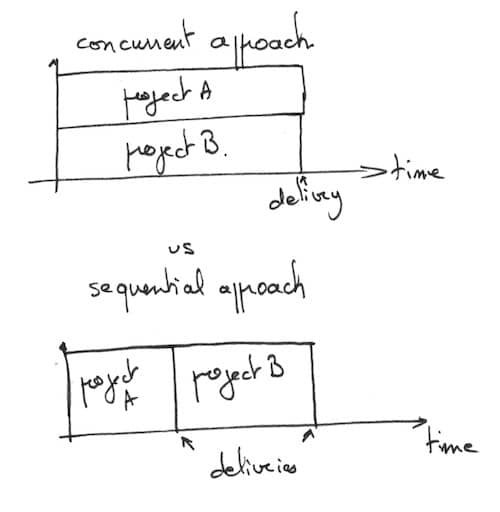 concurrent approach
project A
project B.
time
delivery
vs
sequential approach
project
A
project B
time
deliveries